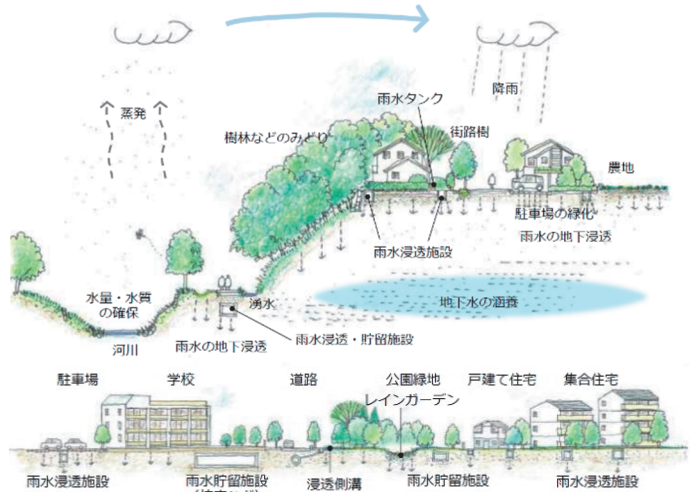 降雨
雨水タンク
蒸発
樹林などのみどり
街路樹
農地
駐車場の緑化
雨水の地下浸透
雨水浸透施設
水量・水質
の確保
湧水
地下水の涵養
雨水浸透・貯留施設
河川
雨水の地下浸透
駐車場
学校
道路
公園緑地
戸建て住宅
集合住宅
レインガーデン
雨水浸透施設
雨水貯留施設
浸透側溝
雨水貯留施設
雨水浸透施設